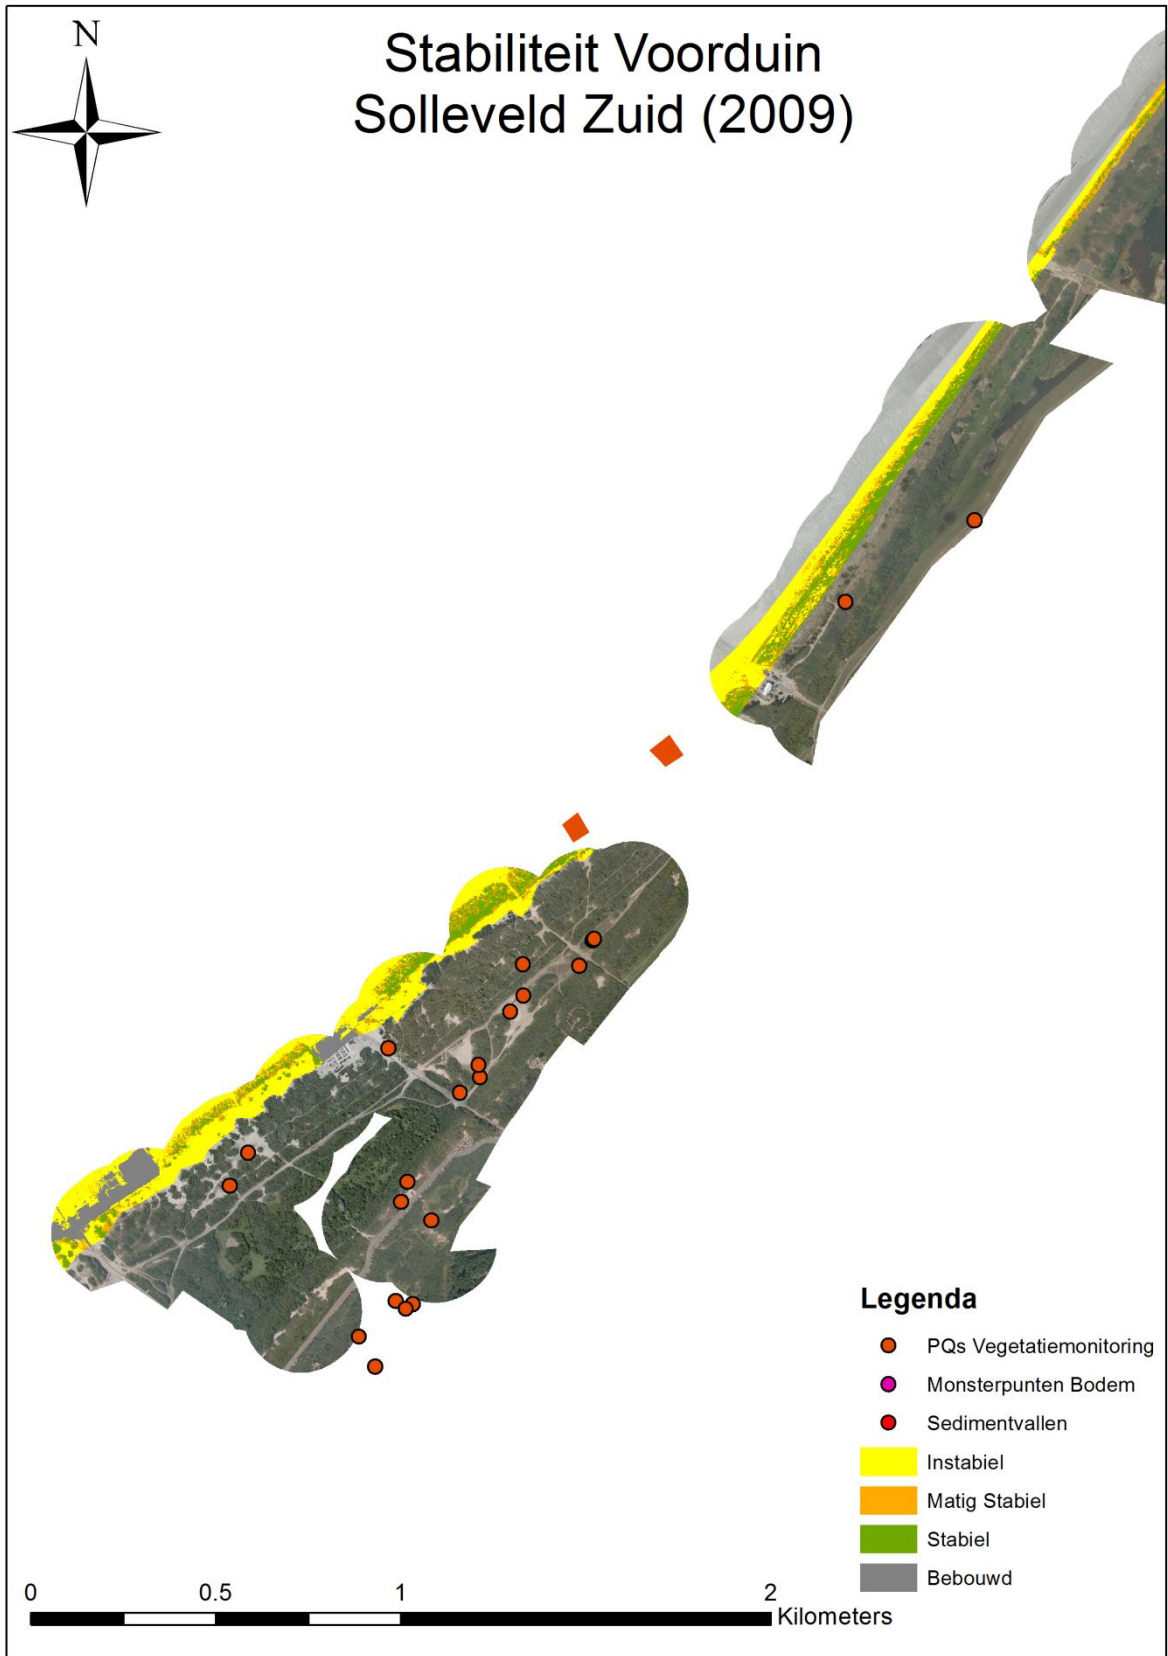 N
Stabiliteit Voorduin
Solleveld Zuid (2009)
Legenda
PQs Vegetatiemonitoring
Monsterpunten Bodem
Sedimentvallen
Instabiel
Matig Stabiel
Stabiel
Bebouwd
0 0.5 1 2
Kilometers